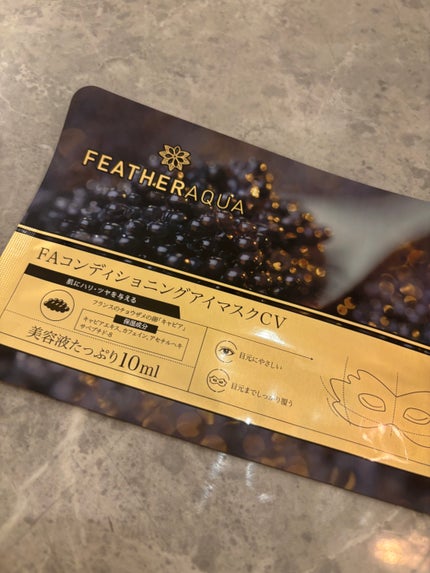 FEATHERAQUA
FAコンディショニングアイマスクCV
肌にハリ・ツヤを与える
フランスのチョウザメの卵「キャビア」
保湿成分
キャビアエキス、カフェイン、アセチルヘキ
サペプチド-8
美容液たっぷり10ml
目元にやさしい
目元までしっかり覆う